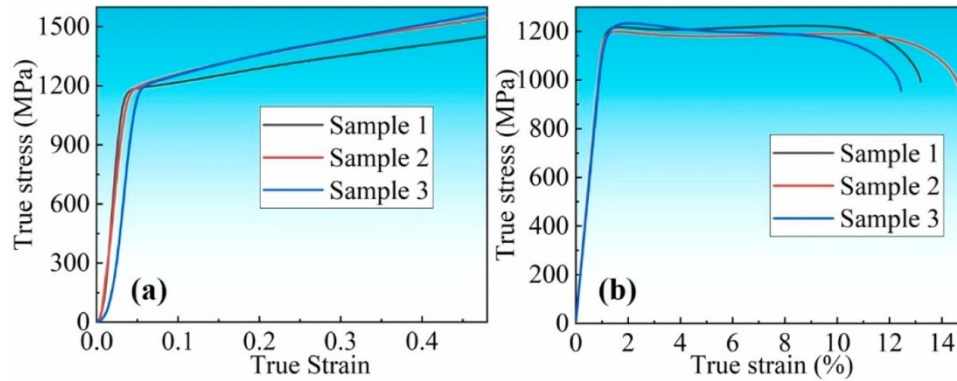 True stress (MPa)
1500
1200
900
600
300
0
Sample 1
Sample 2
Sample 3
(a)
0.0 0.1 0.2 0.3 0.4
True Strain
True stress (MPa)
1200
1000
800
600
400
200
0
Sample 1
Sample 2
Sample 3
(b)
0 2 4 6 8 10 12 14
True strain (%)